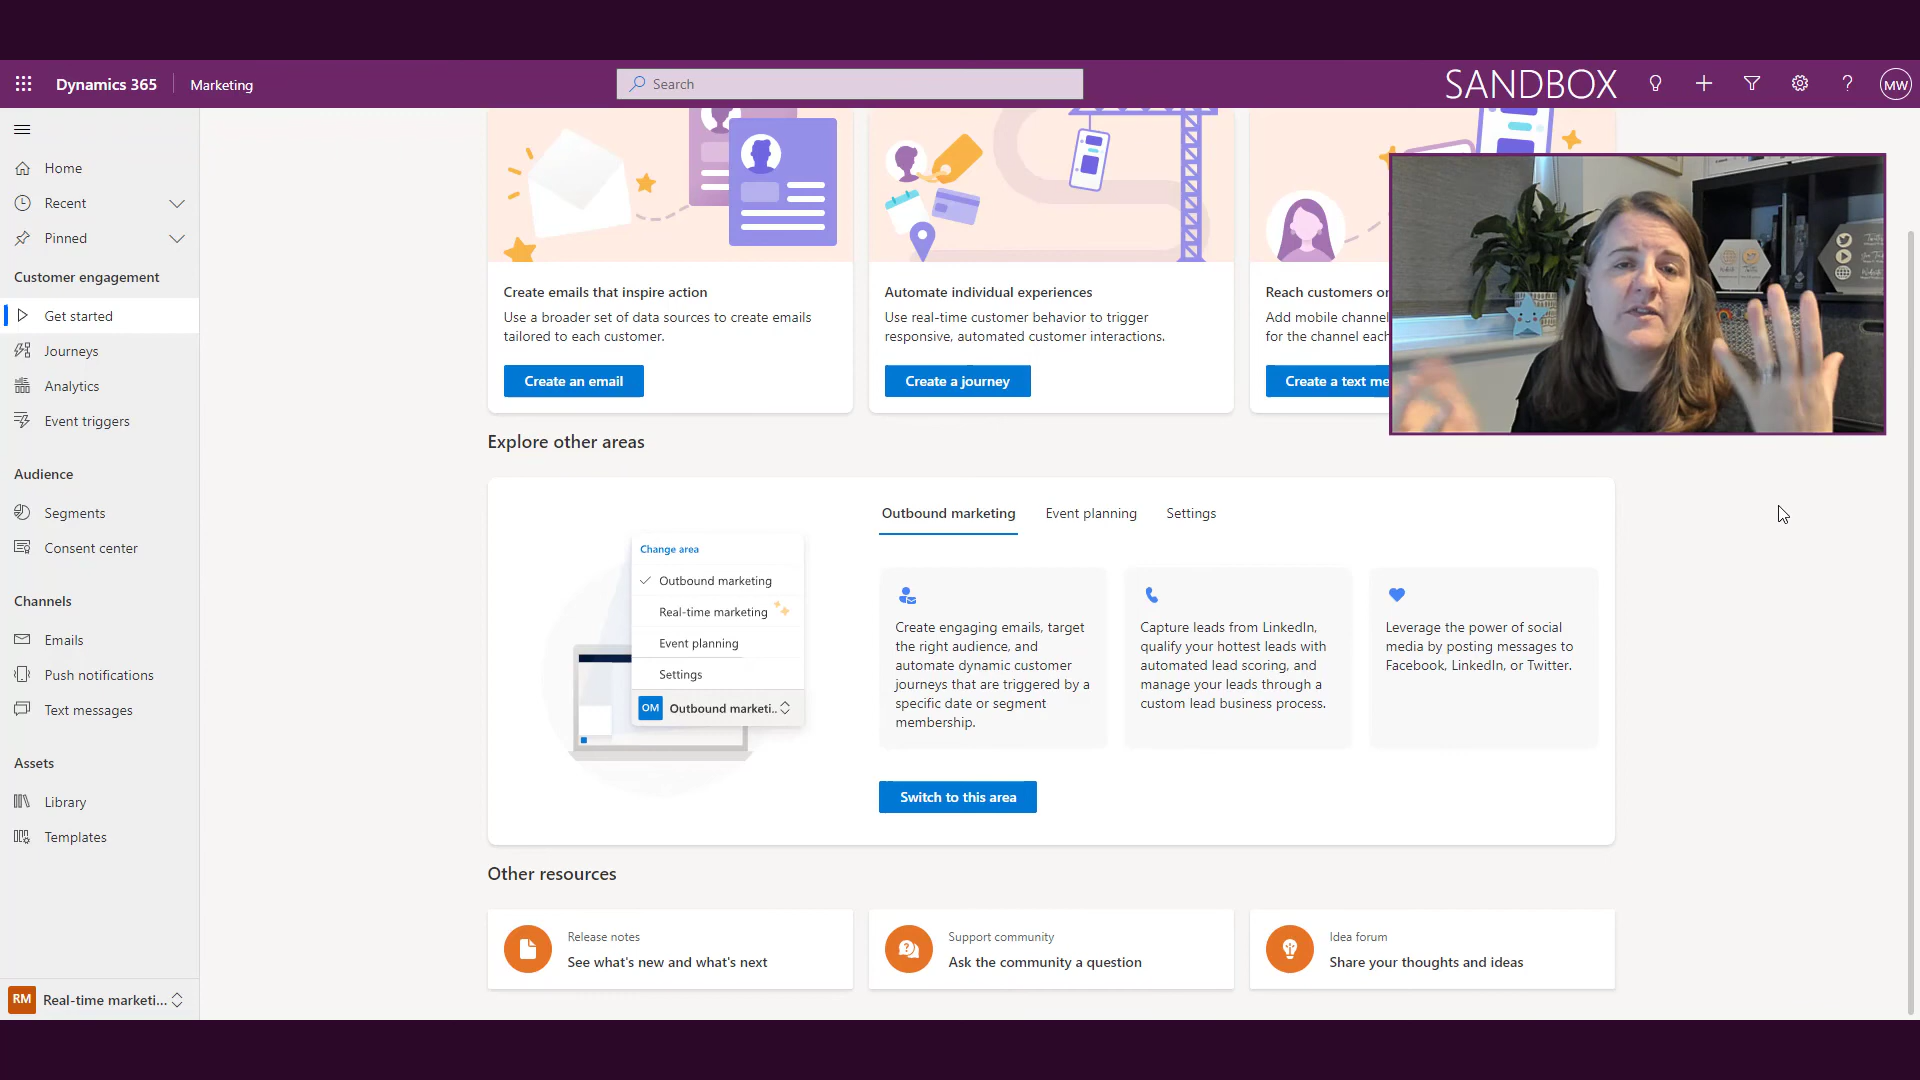 Dynamics 365
Marketing
Search
SANDBOX
MW
Home
Recent
Pinned
Customer engagement
Get started
Journeys
Analytics
Event triggers
Audience
Segments
Consent center
Channels
Emails
Push notifications
Text messages
Assets
Library
Templates
RM
Real-time marketi...
Create emails that inspire action
Use a broader set of data sources to create emails
tailored to each customer.
Create an email
Automate individual experiences
Use real-time customer behavior to trigger
responsive, automated customer interactions.
Create a journey
Reach customers or
Add mobile channel
for the channel each
Create a text me
Explore other areas
Change area
Outbound marketing
Real-time marketing
Event planning
Settings
OM
Outbound marketi..
Outbound marketing
Event planning
Settings
Create engaging emails, target
the right audience, and
automate dynamic customer
journeys that are triggered by a
specific date or segment
membership.
Capture leads from LinkedIn,
qualify your hottest leads with
automated lead scoring, and
manage your leads through a
custom lead business process.
Leverage the power of social
media by posting messages to
Facebook, LinkedIn, or Twitter.
Switch to this area
Other resources
Release notes
See what's new and what's next
Support community
Ask the community a question
Idea forum
Share your thoughts and ideas